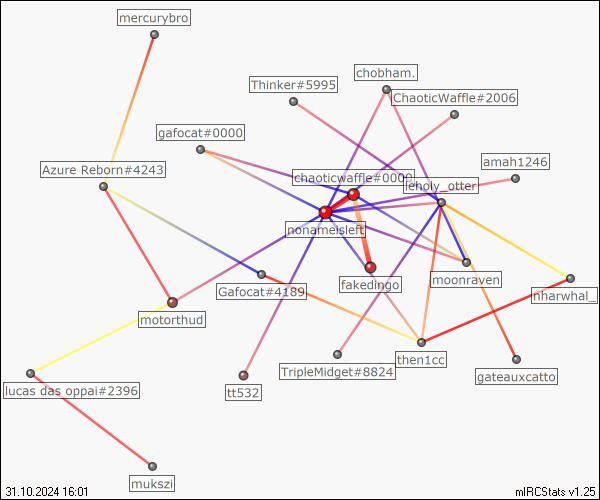 mercurybro
chobham.
Thinker#5995
ChaoticWaffle#2006
gafocat#0000
amah1246
Azure Reborn#4243
chaoticwaffle#0000
leholy_otter
nonameisleft
moonraven
fakedingo
Gafocat#4189
nharwhal_
motorthud
then1cc
TripleMidget#8824
gateauxcatto
lucas das oppai#2396
tt532
mukszi
31.10.2024 16:01
mIRCStats v1.25